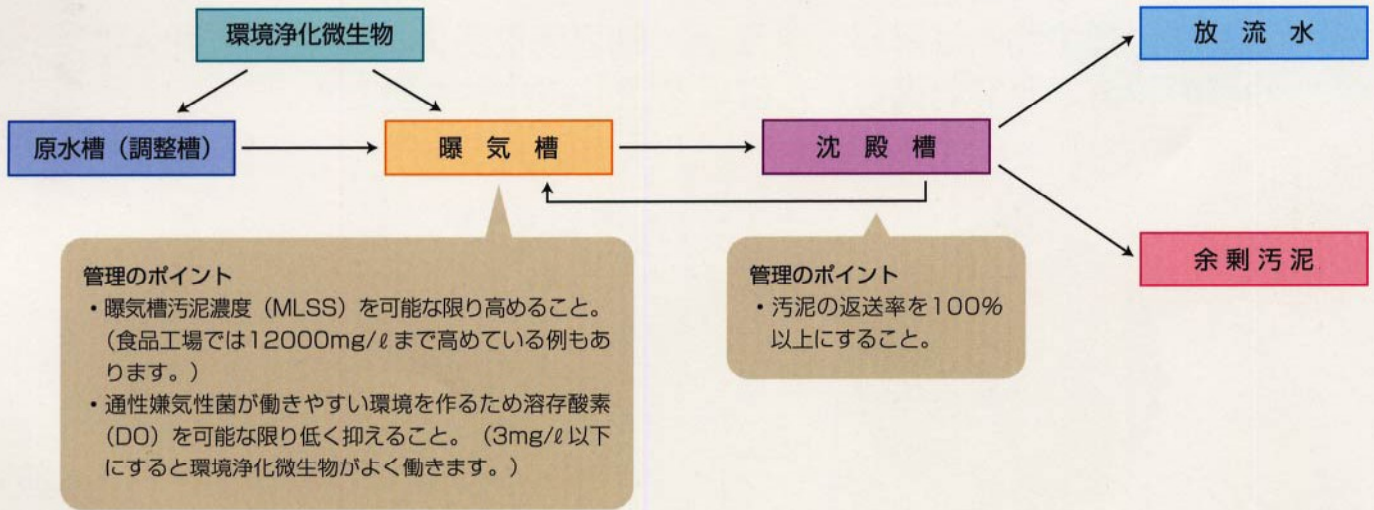 環境浄化微生物
放流水
原水槽（調整槽）
曝気槽
沈殿槽
余剰汚泥
管理のポイント
・曝気槽汚泥濃度（MLSS）を可能な限り高めること。
（食品工場では12000mg/ℓまで高めている例もあ
ります。）
・通性嫌気性菌が働きやすい環境を作るため溶存酸素
（DO）を可能な限り低く抑えること。（3mg/ℓ以下
にすると環境浄化微生物がよく働きます。）
管理のポイント
・汚泥の返送率を100%
以上にすること。